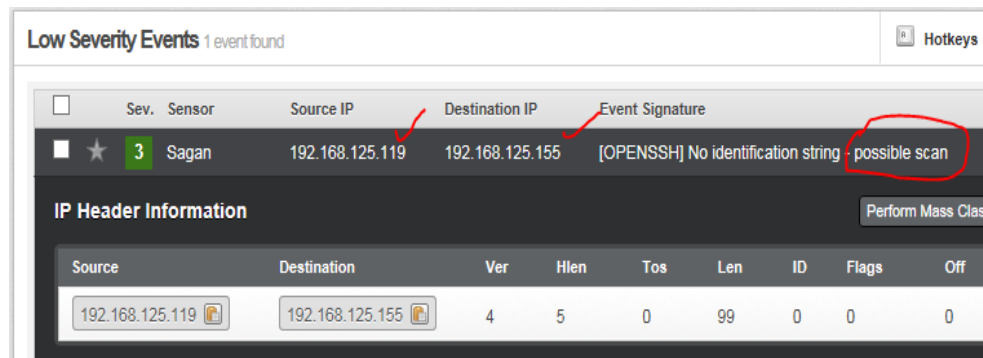 Low Severity Events 1 event found Hotkeys
Sev. Sensor Source IP Destination IP Event Signature
3 Sagan 192.168.125.119 192.168.125.155 [OPENSSH] No identification string - possible scan
IP Header Information Perform Mass Clas
Source Destination Ver Hlen Tos Len ID Flags Off
192.168.125.119 192.168.125.155 4 5 0 99 0 0 0